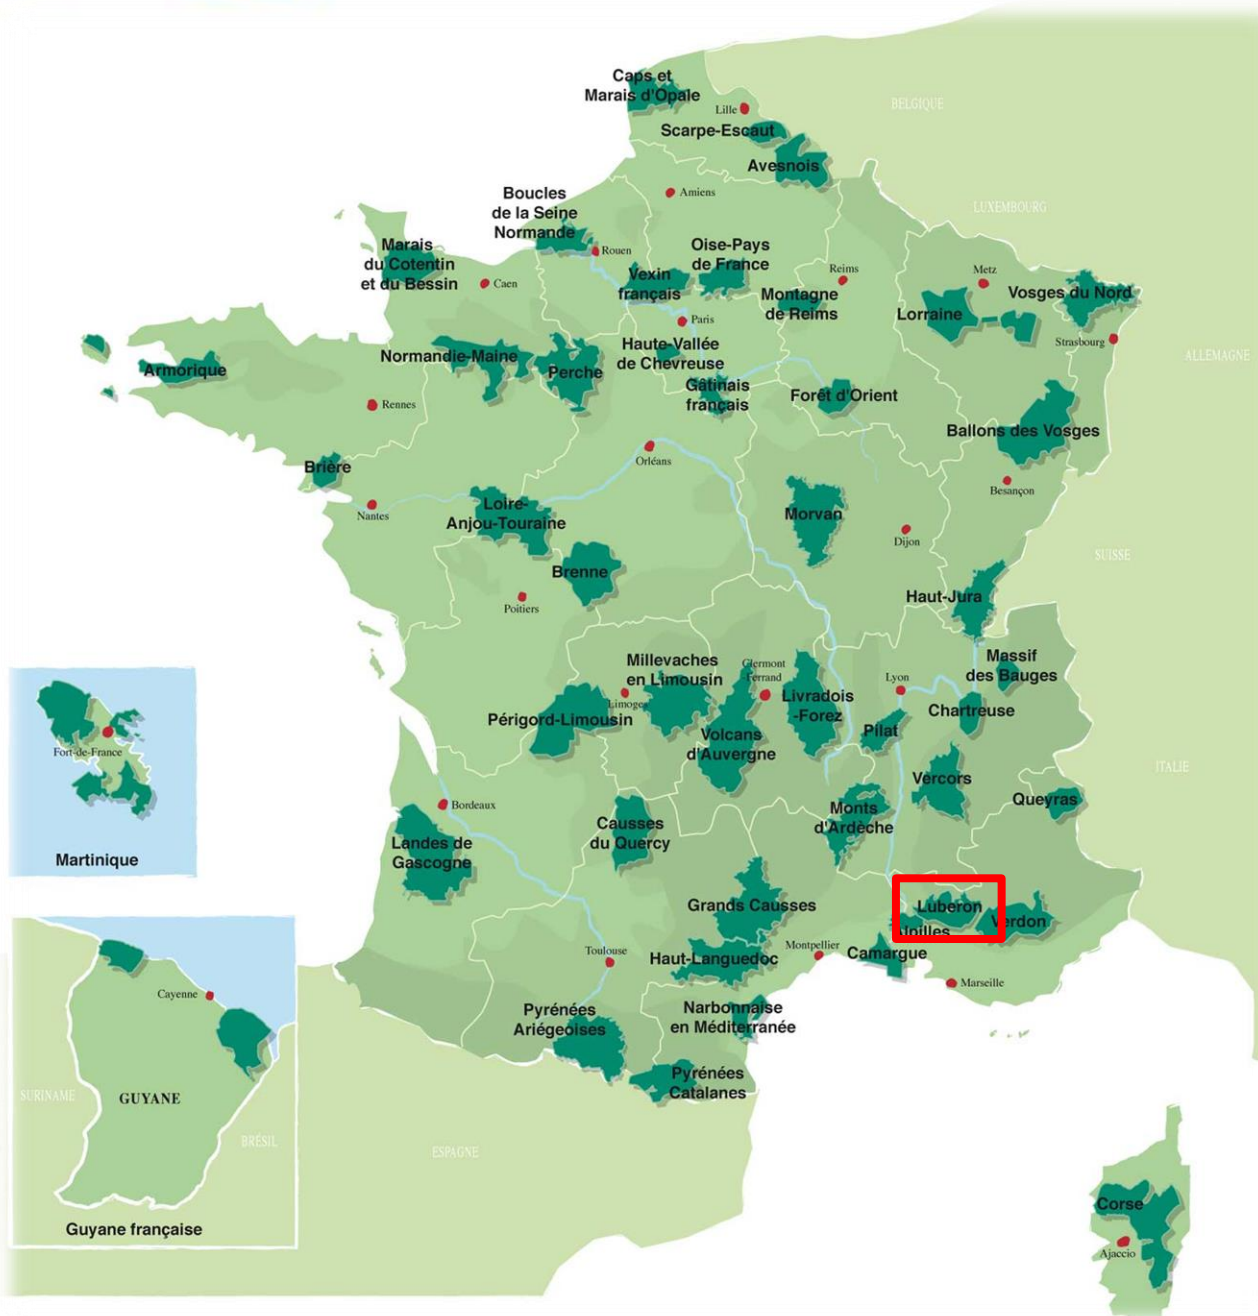 Caps et
Marais d'Opale
Lille
BELGIQUE
Scarpe-Escaut
Avesnois
Amiens
LUXEMBOURG
Boucles
de la Seine
Normande
Rouen
Marais
du Cotentin
et du Bessin
Caen
Oise-Pays
de France
Vexin
français
Reims
Montagne
de Reims
Metz
Lorraine
Vosges du Nord
Strasbourg
ALLEMAGNE
Paris
Haute-Vallée
de Chevreuse
Armorique
Normandie-Maine
Perche
Gâtinais
français
Forêt d'Orient
Rennes
Ballons des Vosges
Orléans
Brière
Besançon
Nantes
Loire-
Anjou-Touraine
Morvan
Dijon
SUISSE
Brenne
Poitiers
Haut-Jura
Millevaches
en Limousin
Clermont
Ferrand
Massif
des Bauges
Lyon
Limoges
Livradois
-Forez
Périgord-Limousin
Chartreuse
Volcans
d'Auvergne
Pilat
Fort-de-France
Martinique
ITALIE
Vercors
Queyras
Bordeaux
Monts
d'Ardèche
Causses
du Quercy
Landes de
Gascogne
Grands Causses
Luberon
Verdon
Alpilles
Toulouse
Haut-Languedoc
Montpellier
Camargue
Marseille
Cayenne
Pyrénées
Ariégeoises
Narbonnaise
en Méditerranée
Pyrénées
Catalanes
SURINAME
GUYANE
BRÉSIL
ESPAGNE
Guyane française
Corse
Ajaccio